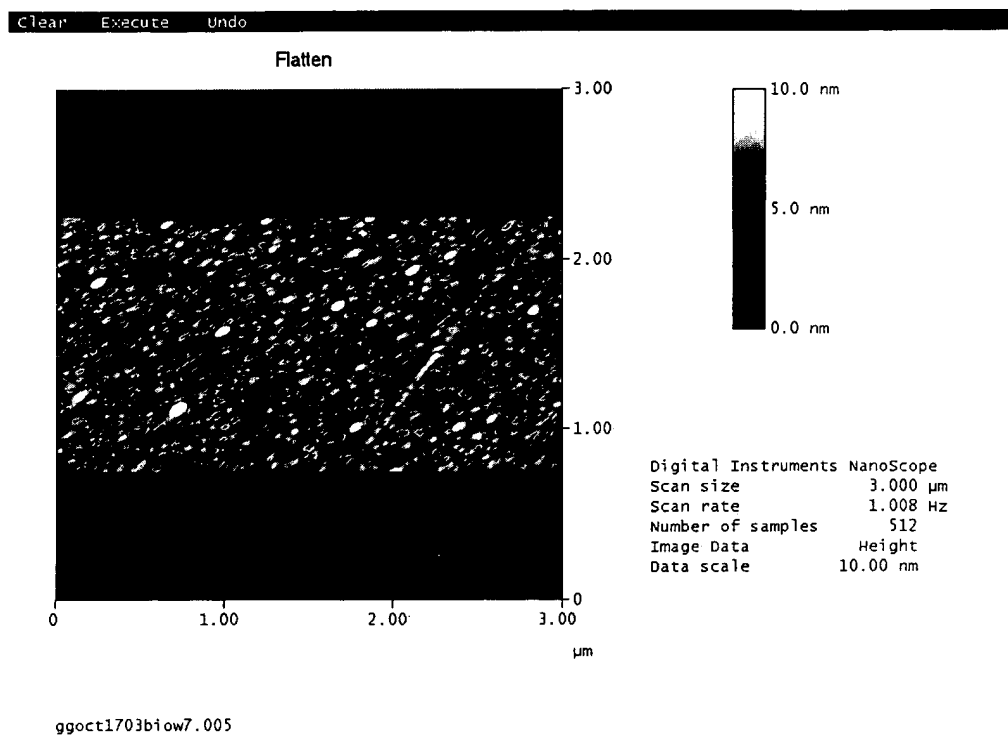 Clear Execute Undo
Flatten
3.00
2.00
1.00
0
0 1.00 2.00 3.00
µm
10.0 nm
5.0 nm
0.0 nm
Digital Instruments NanoScope
Scan size 3.000 µm
Scan rate 1.008 Hz
Number of samples 512
Image Data Height
Data scale 10.00 nm
ggoct1703biow7.005